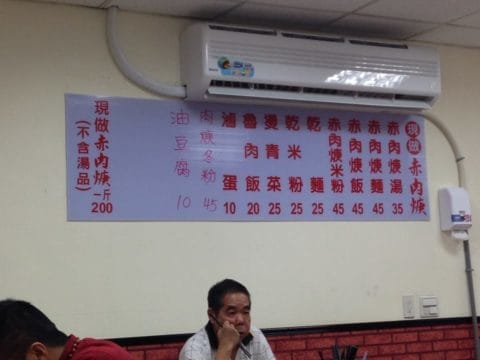 現做赤肉焿
赤肉焿湯 35
赤肉焿麵 45
赤肉焿飯 45
赤肉焿米粉 45
乾麵 25
乾米粉 25
燙青菜 25
魯肉飯 20
滷蛋 10
肉焿冬粉 45
油豆腐 10
現做赤肉焿一斤200
(不含湯品)